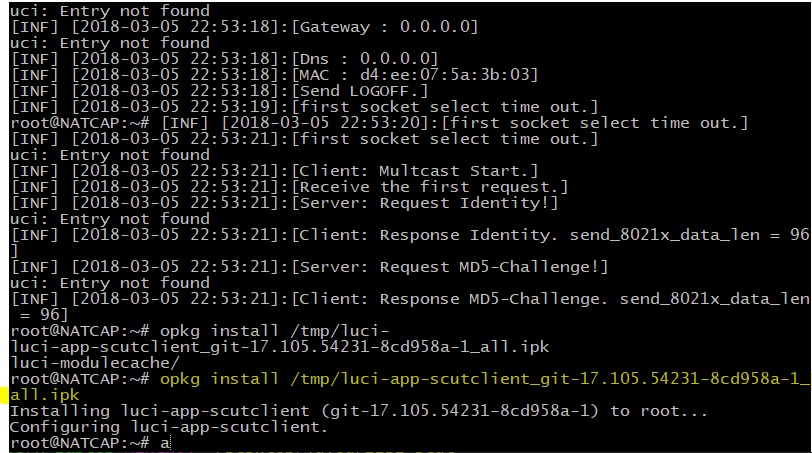 uci: Entry not found
[INF] [2018-03-05 22:53:18]:[Gateway : 0.0.0.0]
uci: Entry not found
[INF] [2018-03-05 22:53:18]:[Dns : 0.0.0.0]
[INF] [2018-03-05 22:53:18]:[MAC : d4:ee:07:5a:3b:03]
[INF] [2018-03-05 22:53:18]:[Send LOGOFF.]
[INF] [2018-03-05 22:53:19]:[first socket select time out.]
root@NATCAP:~# [INF] [2018-03-05 22:53:20]:[first socket select time out.]
[INF] [2018-03-05 22:53:21]:[first socket select time out.]
uci: Entry not found
[INF] [2018-03-05 22:53:21]:[Client: Multcast Start.]
[INF] [2018-03-05 22:53:21]:[Receive the first request.]
[INF] [2018-03-05 22:53:21]:[Server: Request Identity!]
uci: Entry not found
[INF] [2018-03-05 22:53:21]:[Client: Response Identity. send_8021x_data_len = 96
]
[INF] [2018-03-05 22:53:21]:[Server: Request MD5-Challenge!]
uci: Entry not found
[INF] [2018-03-05 22:53:21]:[Client: Response MD5-Challenge. send_8021x_data_len
 = 96]
root@NATCAP:~# opkg install /tmp/luci-
luci-app-scutclient_git-17.105.54231-8cd958a-1_all.ipk
luci-modulecache/
root@NATCAP:~# opkg install /tmp/luci-app-scutclient_git-17.105.54231-8cd958a-1_
all.ipk
Installing luci-app-scutclient (git-17.105.54231-8cd958a-1) to root...
Configuring luci-app-scutclient.
root@NATCAP:~# a